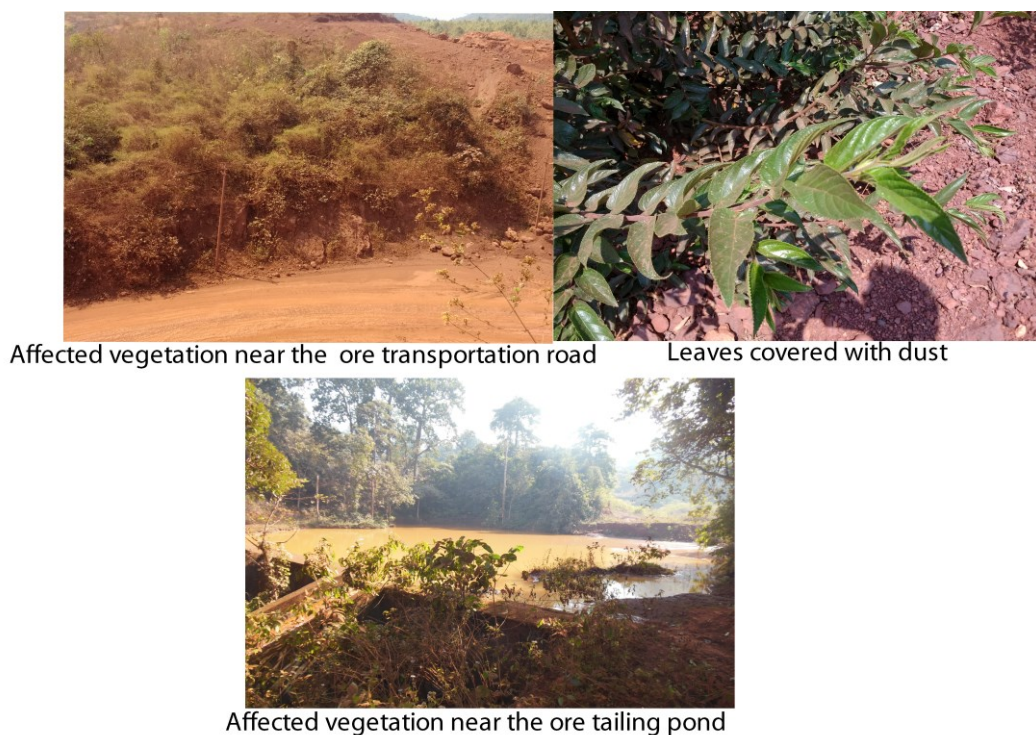 Affected vegetation near the ore transportation road
Leaves covered with dust
Affected vegetation near the ore tailing pond